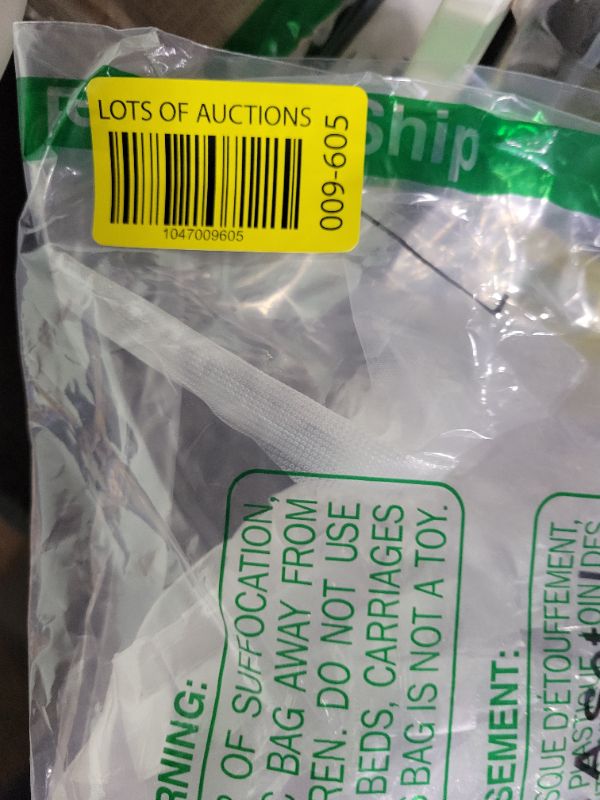 LOTS OF AUCTIONS
1047009605
009-605
Ship
RNING:
OF SUFFOCATION,
BAG AWAY FROM
REN. DO NOT USE
BEDS, CARRIAGES
BAG IS NOT A TOY.
SEMENT:
SQUE D'ÉTOUFFEMENT,